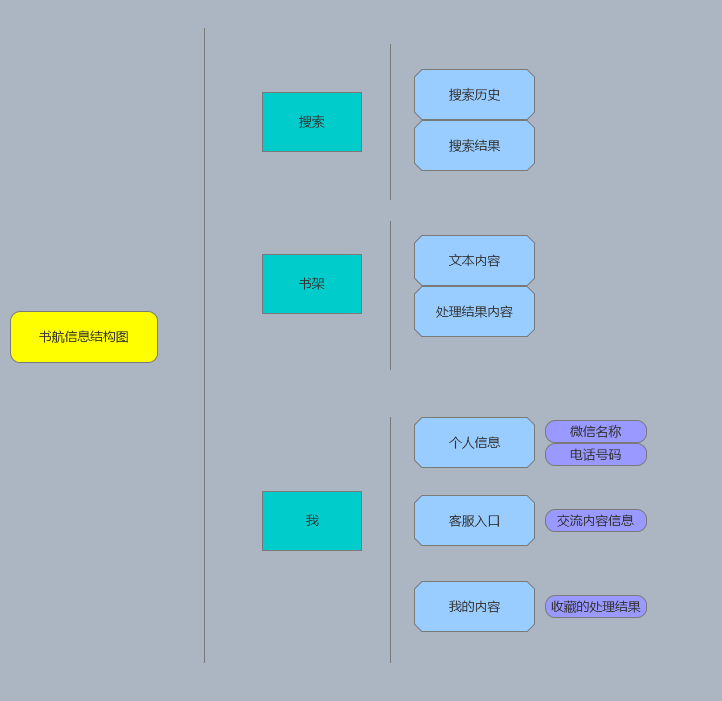 书航信息结构图
搜索
搜索历史
搜索结果
书架
文本内容
处理结果内容
我
个人信息
微信名称
电话号码
客服入口
交流内容信息
我的内容
收藏的处理结果